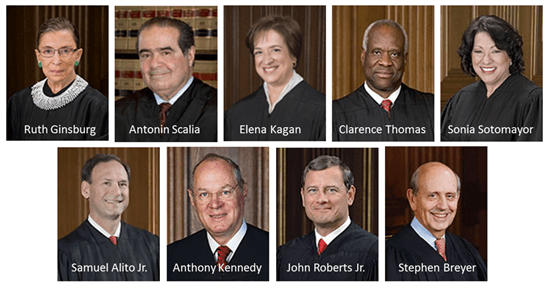 Ruth Ginsburg
Antonin Scalia
Elena Kagan
Clarence Thomas
Sonia Sotomayor
Samuel Alito Jr.
Anthony Kennedy
John Roberts Jr.
Stephen Breyer